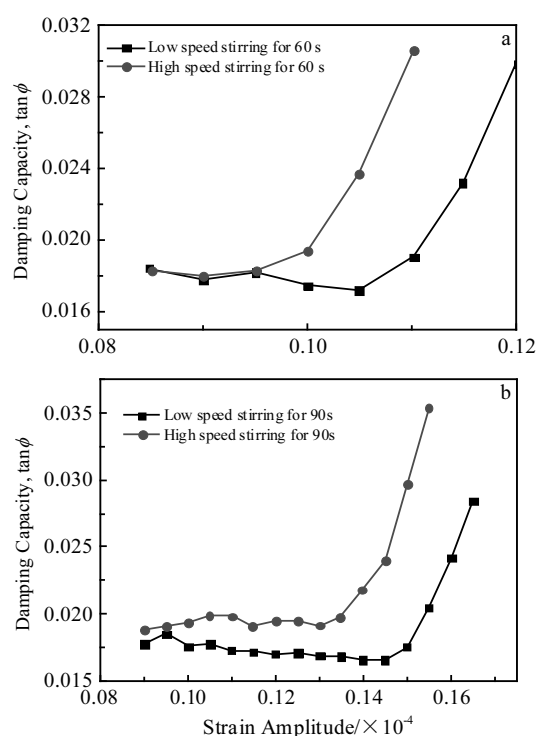 0.032
a
Low speed stirring for 60 s
High speed stirring for 60 s
0.028
0.024
0.020
0.016
Damping Capacity, tanϕ
0.08
0.10
0.12
b
0.035
Low speed stirring for 90s
High speed stirring for 90s
0.030
0.025
0.020
0.015
Damping Capacity, tanϕ
0.08
0.10
0.12
0.14
0.16
Strain Amplitude/×10⁻⁴